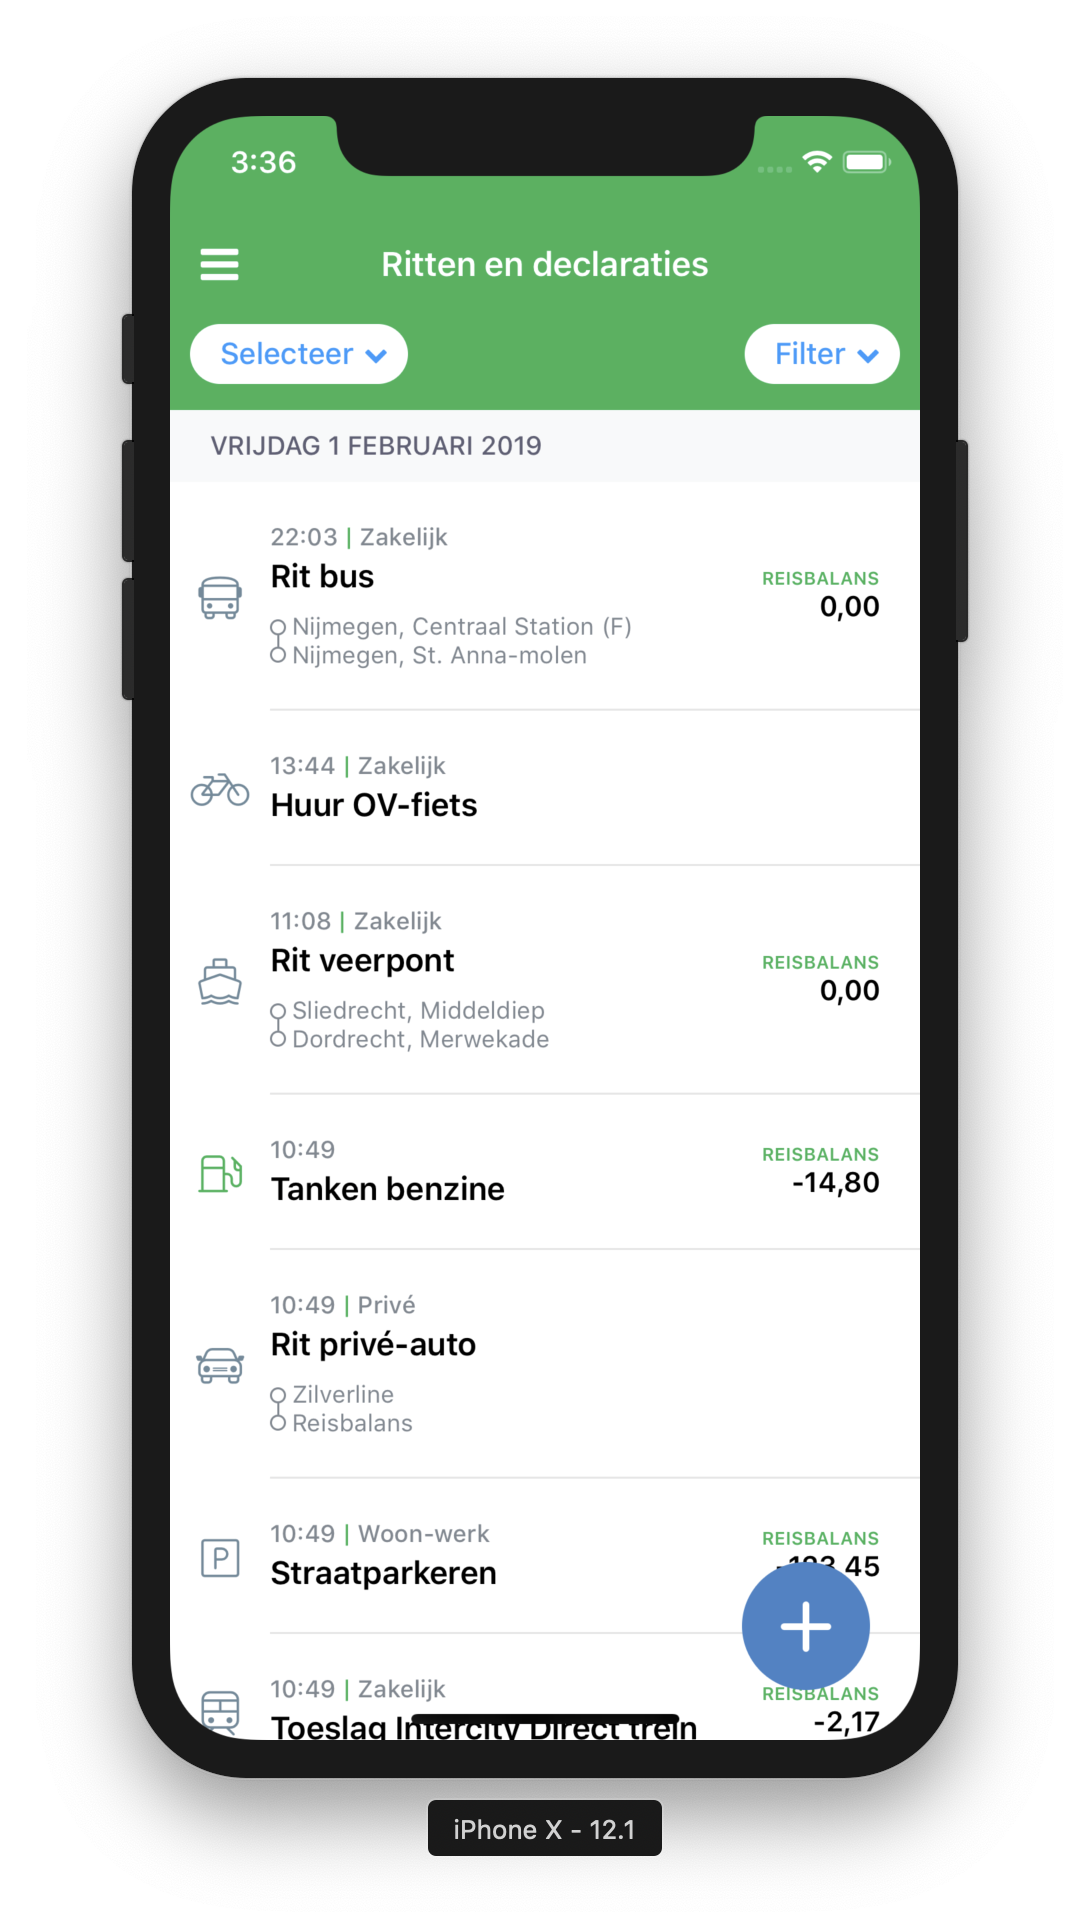 3:36
Ritten en declaraties
Selecteer
Filter
VRIJDAG 1 FEBRUARI 2019
22:03 | Zakelijk
Rit bus
REISBALANS
0,00
Nijmegen, Centraal Station (F)
Nijmegen, St. Anna-molen
13:44 | Zakelijk
Huur OV-fiets
11:08 | Zakelijk
Rit veerpont
REISBALANS
0,00
Sliedrecht, Middeldiep
Dordrecht, Merwekade
10:49
Tanken benzine
REISBALANS
-14,80
10:49 | Privé
Rit privé-auto
Zilverline
Reisbalans
10:49 | Woon-werk
Straatparkeren
REISBALANS
P
10:49 | Zakelijk
Toeslag Intercity Direct trein
REISBALANS
-2,17
iPhone X - 12.1